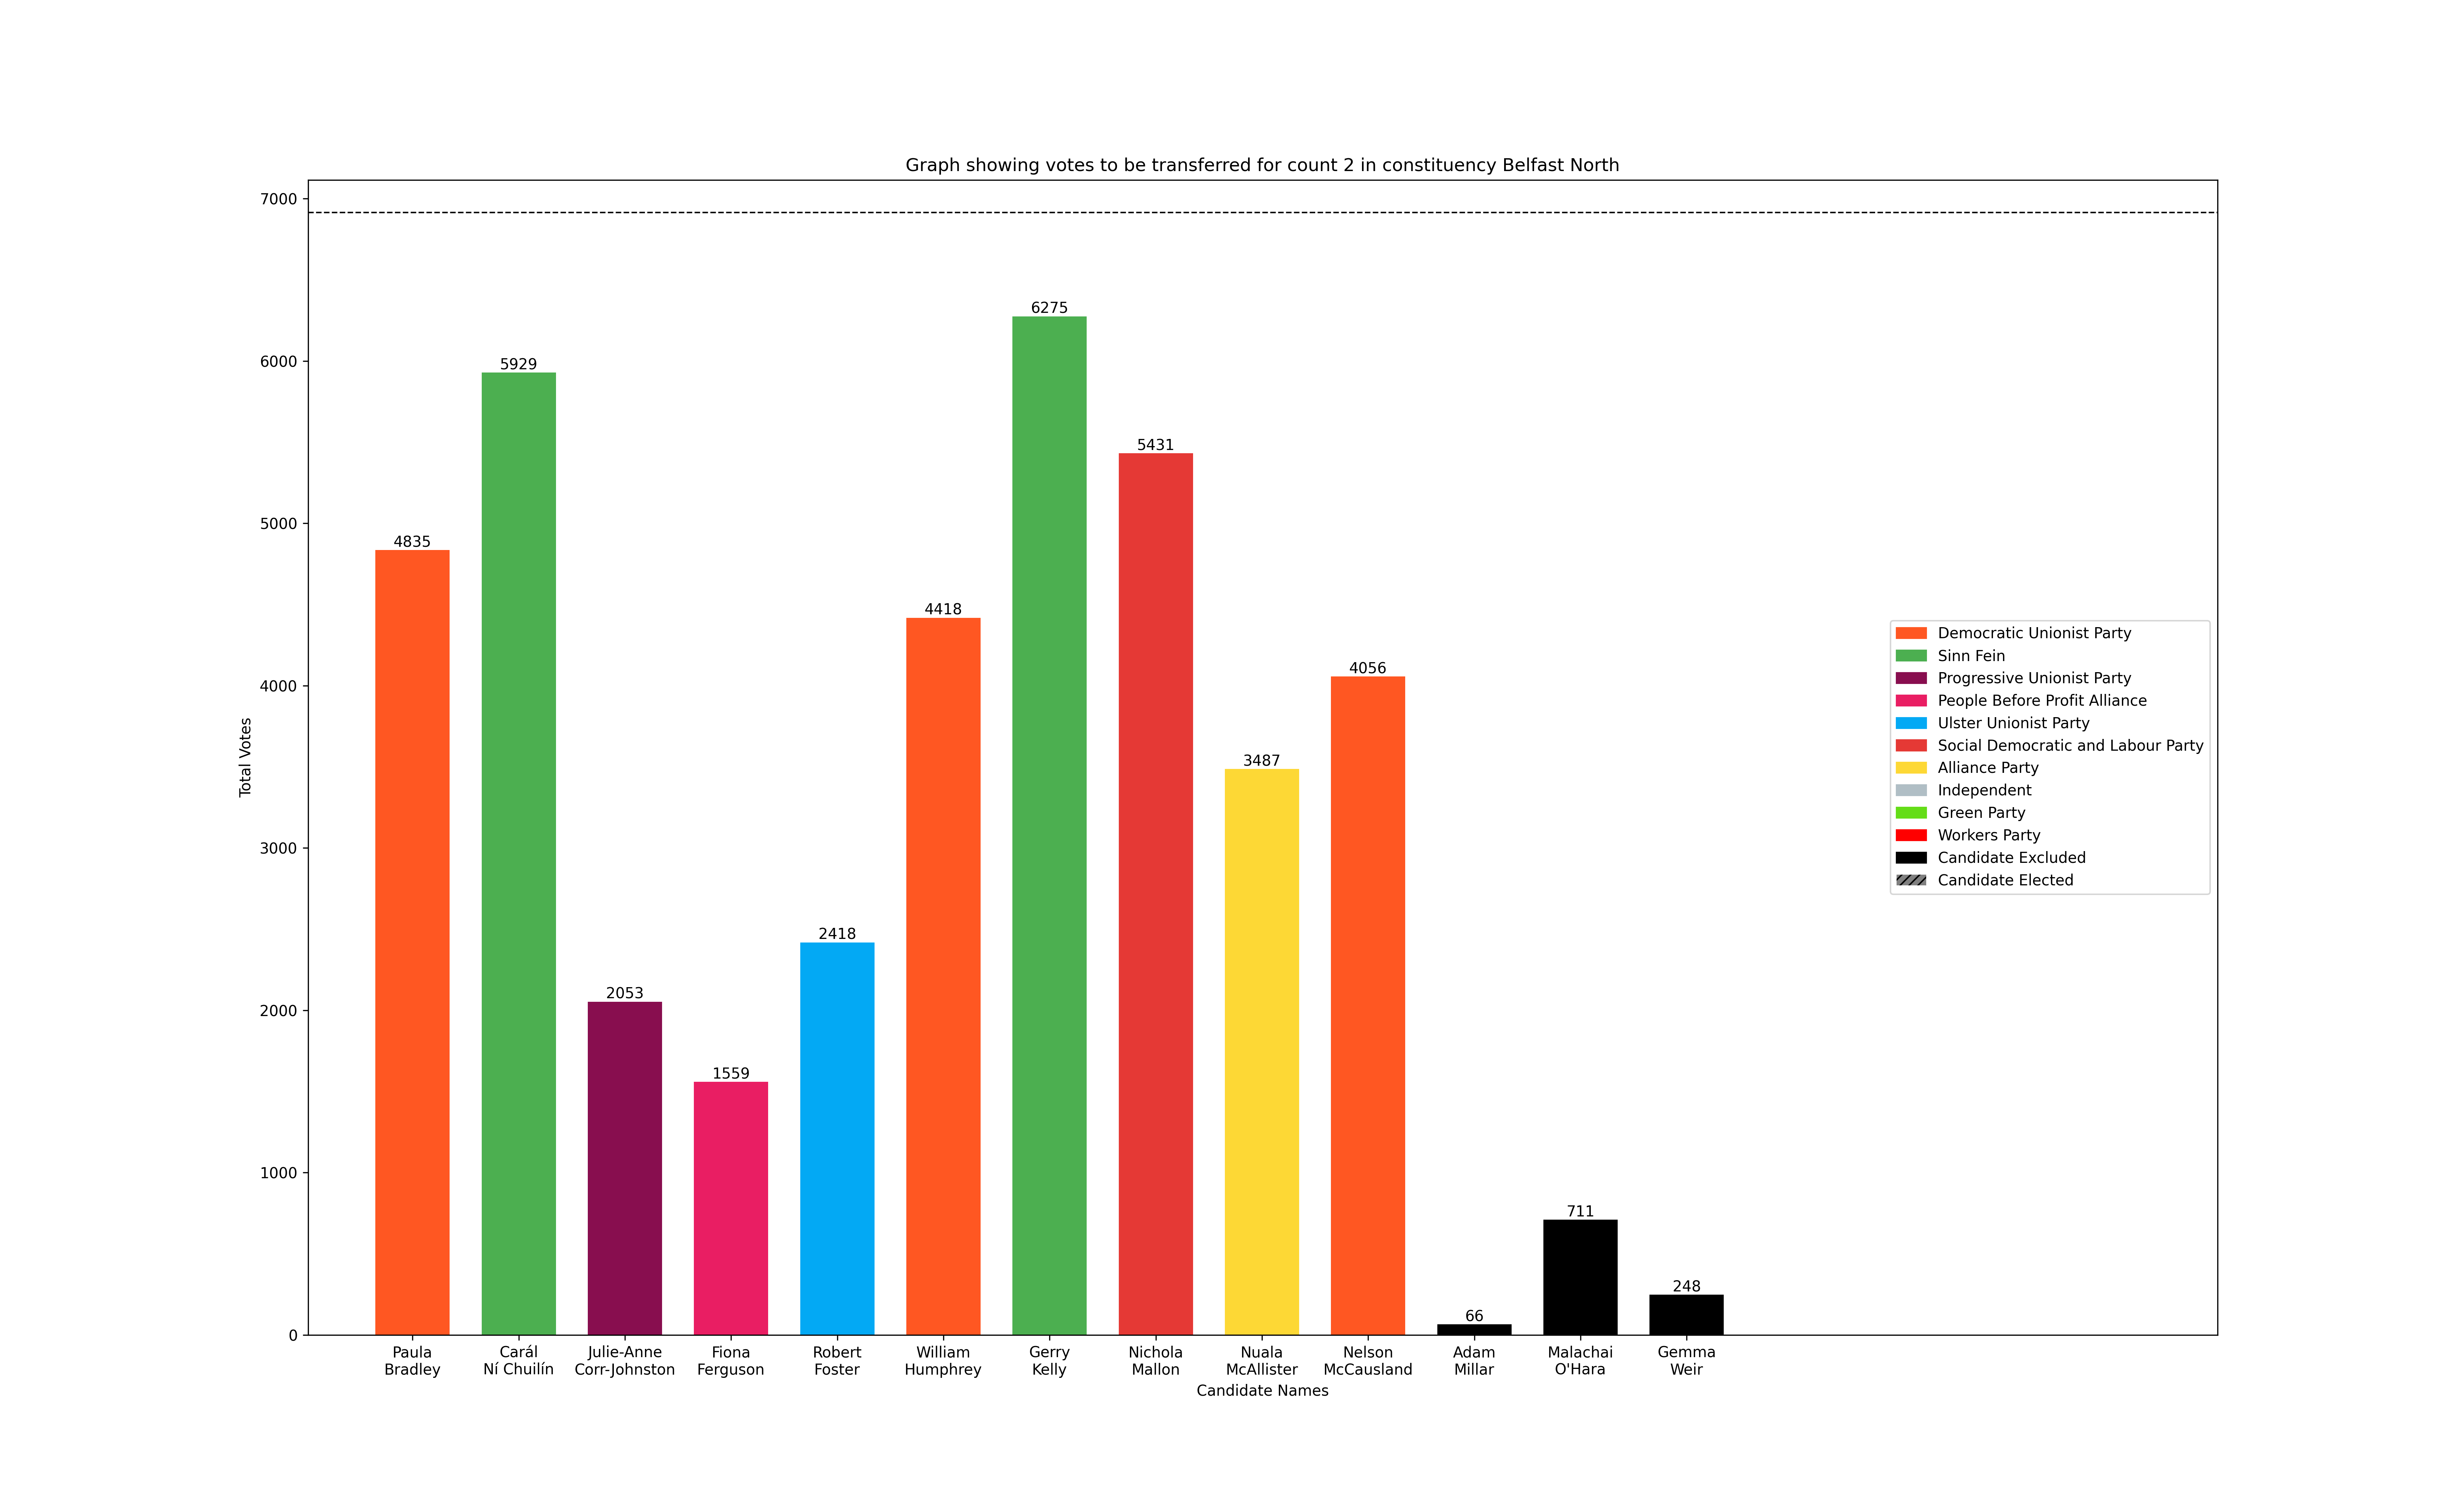 Graph showing votes to be transferred for count 2 in constituency Belfast North
Total Votes
7000
6000
5000
4000
3000
2000
1000
0
4835
5929
2053
1559
2418
4418
6275
5431
3487
4056
66
711
248
Paula
Bradley
Carál
Ní Chuilín
Julie-Anne
Corr-Johnston
Fiona
Ferguson
Robert
Foster
William
Humphrey
Gerry
Kelly
Nichola
Mallon
Nuala
McAllister
Nelson
McCausland
Adam
Millar
Malachai
O'Hara
Gemma
Weir
Candidate Names
Democratic Unionist Party
Sinn Fein
Progressive Unionist Party
People Before Profit Alliance
Ulster Unionist Party
Social Democratic and Labour Party
Alliance Party
Independent
Green Party
Workers Party
Candidate Excluded
Candidate Elected